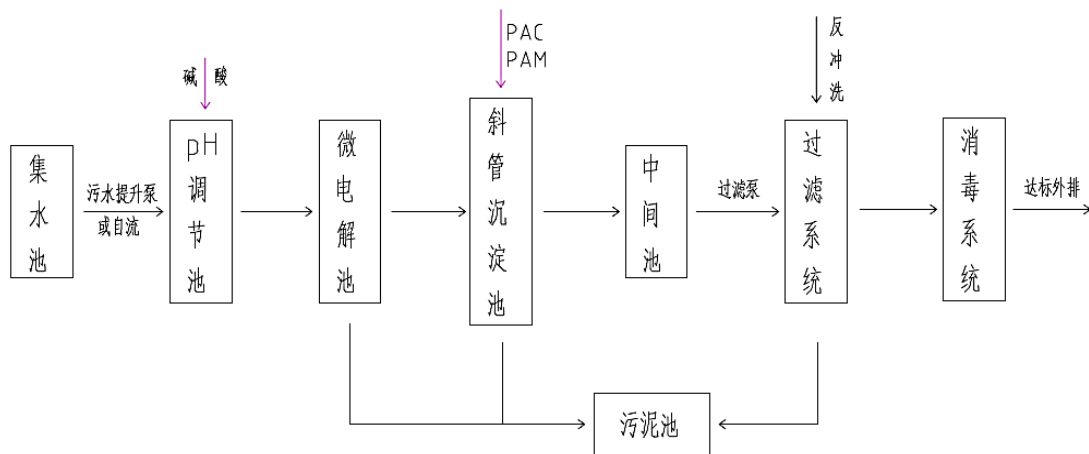 集水池
污水提升泵
或自流
碱 酸
pH调节池
微电解池
PAC
PAM
斜管沉淀池
中间池
过滤泵
反冲洗
过滤系统
消毒系统
达标外排
污泥池